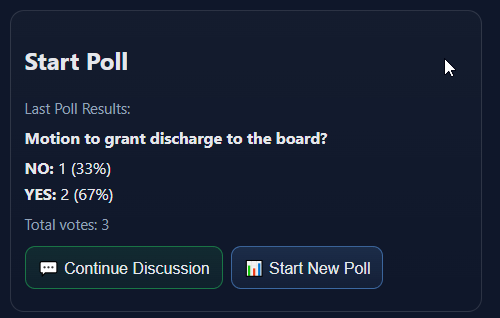 Start Poll
Last Poll Results:
Motion to grant discharge to the board?
NO: 1 (33%)
YES: 2 (67%)
Total votes: 3
💬 Continue Discussion
📊 Start New Poll